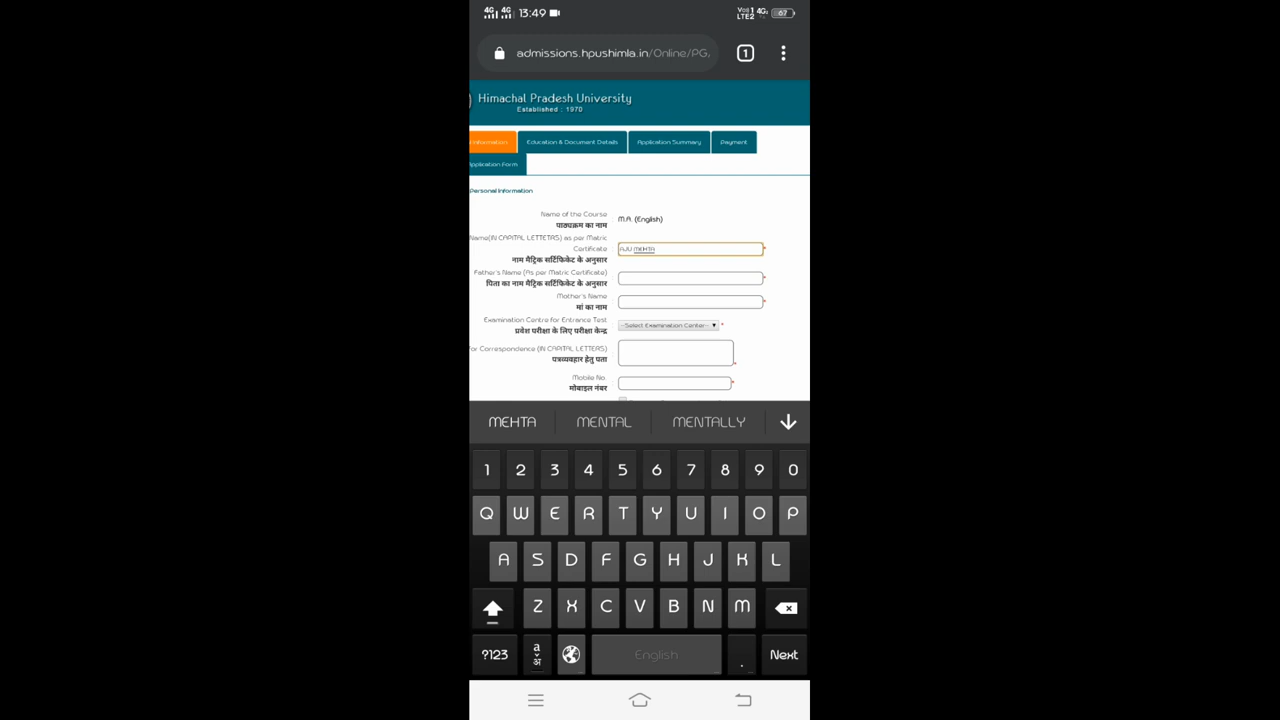 4G 4G 13:49 VoD 1 LTE2 4G 67
admissions.hpushimla.in/Online/PG 1
Himachal Pradesh University
Established : 1970
Information Education & Document Details Application Summary Payment
Application Form
Personal Information
Name of the Course
पाठ्यक्रम का नाम
M.A. (English)
Name(IN CAPITAL LETTETAS) as per Matric
Certificate
नाम मैट्रिक सर्टिफिकेट के अनुसार
AJU MEHTA *
Father's Name (As per Matric Certificate)
पिता का नाम मैट्रिक सर्टिफिकेट के अनुसार
*
Mother's Name
मां का नाम
*
Examination Centre for Entrance Test
प्रवेश परीक्षा के लिए परीक्षा केन्द्र
--Select Examination Center-- *
for Correspondence (IN CAPITAL LETTERS)
पत्रव्यवहार हेतु पता
*
Mobile No.
मोबाइल नंबर
*
MEHTA MENTAL MENTALLY
1 2 3 4 5 6 7 8 9 0
Q W E R T Y U I O P
A S D F G H J K L
Z X C V B N M
?123 a अ English . Next